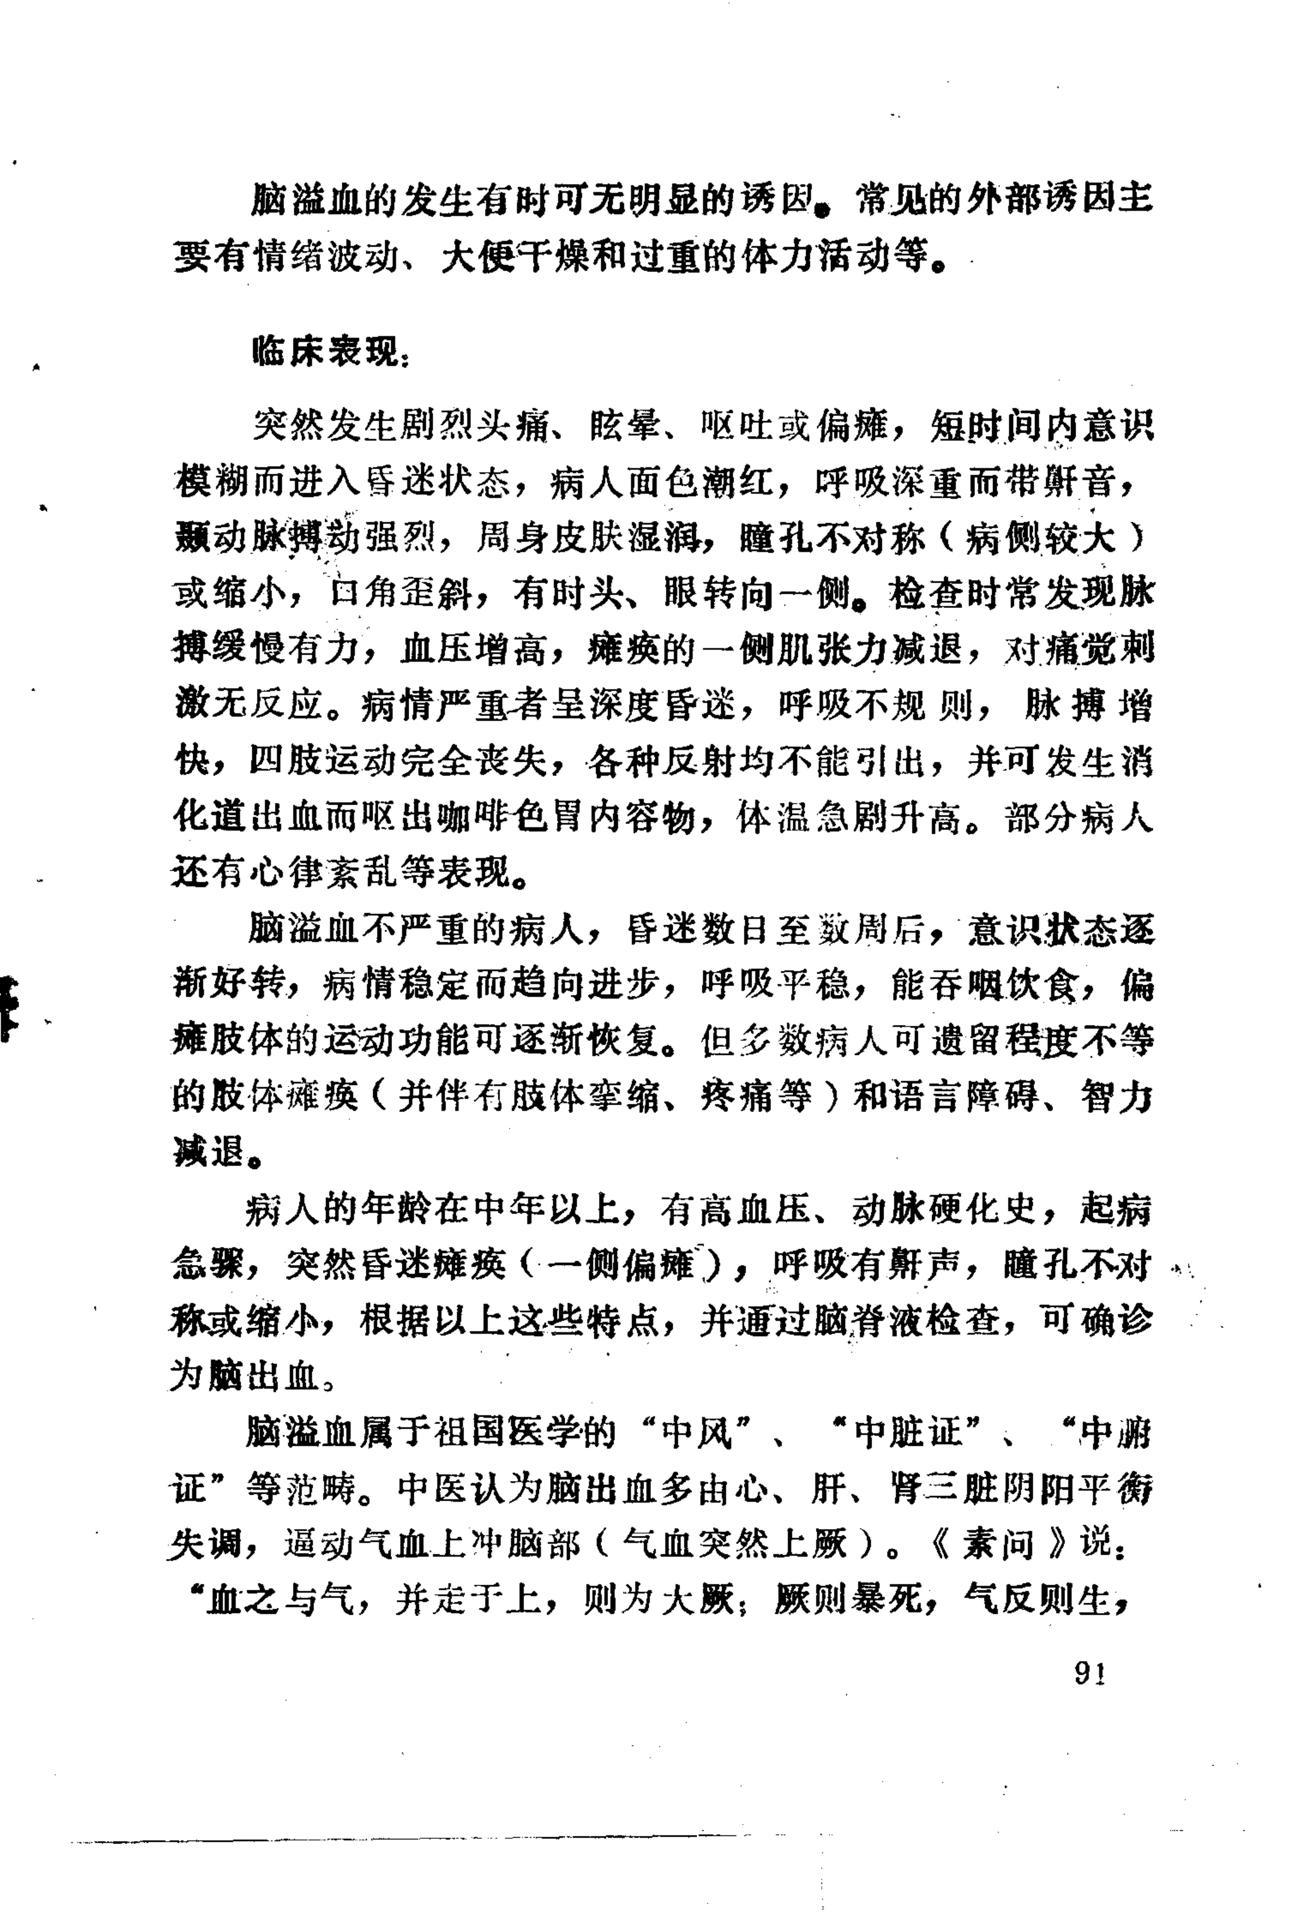 脑溢血的发生有时可无明显的诱因。常见的外部诱因主
要有情绪波动、大便干燥和过重的体力活动等。
临床表现：
突然发生剧烈头痛、眩晕、呕吐或偏瘫，短时间内意识
模糊而进入昏迷状态，病人面色潮红，呼吸深重而带鼾音，
颞动脉搏动强烈，周身皮肤湿润，瞳孔不对称（病侧较大）
或缩小，口角歪斜，有时头、眼转向一侧。检查时常发现脉
搏缓慢有力，血压增高，瘫痪的一侧肌张力减退，对痛觉刺
激无反应。病情严重者呈深度昏迷，呼吸不规则，脉搏增
快，四肢运动完全丧失，各种反射均不能引出，并可发生消
化道出血而呕出咖啡色胃内容物，体温急剧升高。部分病人
还有心律紊乱等表现。
脑溢血不严重的病人，昏迷数日至数周后，意识状态逐
渐好转，病情稳定而趋向进步，呼吸平稳，能吞咽饮食，偏
瘫肢体的运动功能可逐渐恢复。但多数病人可遗留程度不等
的肢体瘫痪（并伴有肢体挛缩、疼痛等）和语言障碍、智力
减退。
病人的年龄在中年以上，有高血压、动脉硬化史，起病
急骤，突然昏迷瘫痪（一侧偏瘫），呼吸有鼾声，瞳孔不对
称或缩小，根据以上这些特点，并通过脑脊液检查，可确诊
为脑出血。
脑溢血属于祖国医学的“中风”、“中脏证”、“中腑
证”等范畴。中医认为脑出血多由心、肝、肾三脏阴阳平衡
失调，逼动气血上冲脑部（气血突然上厥）。《素问》说：
“血之与气，并走于上，则为大厥；厥则暴死，气反则生，
91